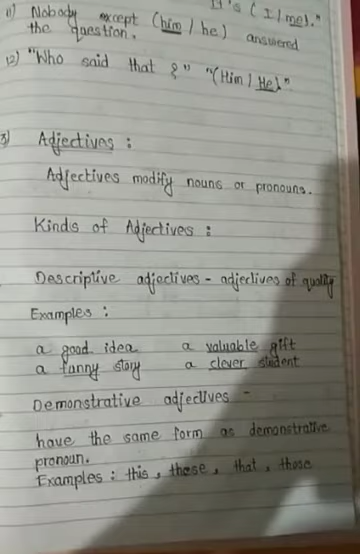 It's ( I / me)."
11) Nobody except (him / he) answered
the question.
12) "Who said that ?" "(Him / He)"
3) Adjectives :
Adjectives modify nouns or pronouns.
Kinds of Adjectives :
Descriptive adjectives - adjectives of quality
Examples :
a good idea a valuable gift
a funny story a clever student
Demonstrative adjectives -
have the same form as demonstrative
pronoun.
Examples : this, these, that, those